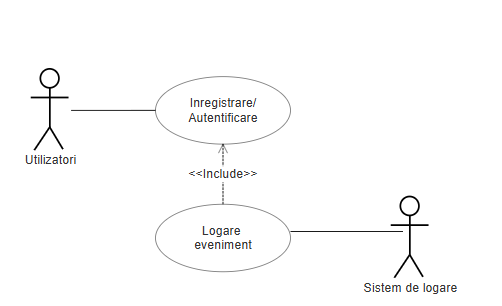 Inregistrare/
Autentificare
Utilizatori
<<Include>>
Logare
eveniment
Sistem de logare